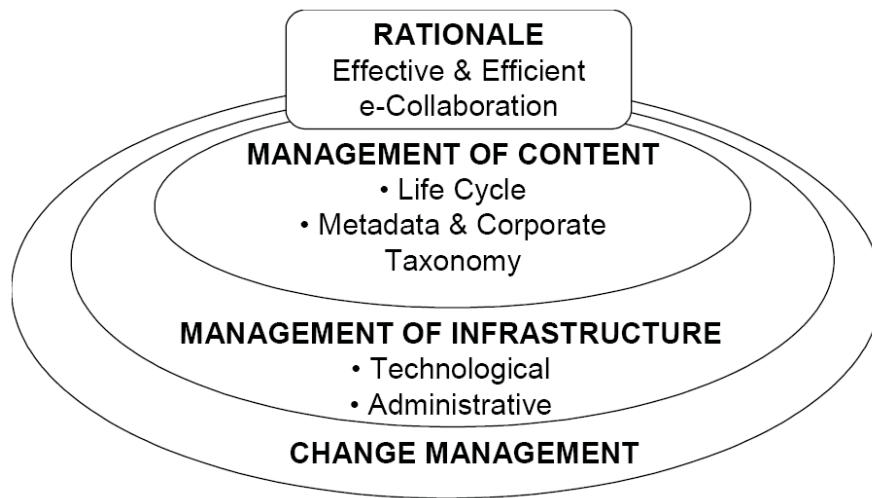 RATIONALE
Effective & Efficient
e-Collaboration
MANAGEMENT OF CONTENT
• Life Cycle
• Metadata & Corporate
Taxonomy
MANAGEMENT OF INFRASTRUCTURE
• Technological
• Administrative
CHANGE MANAGEMENT